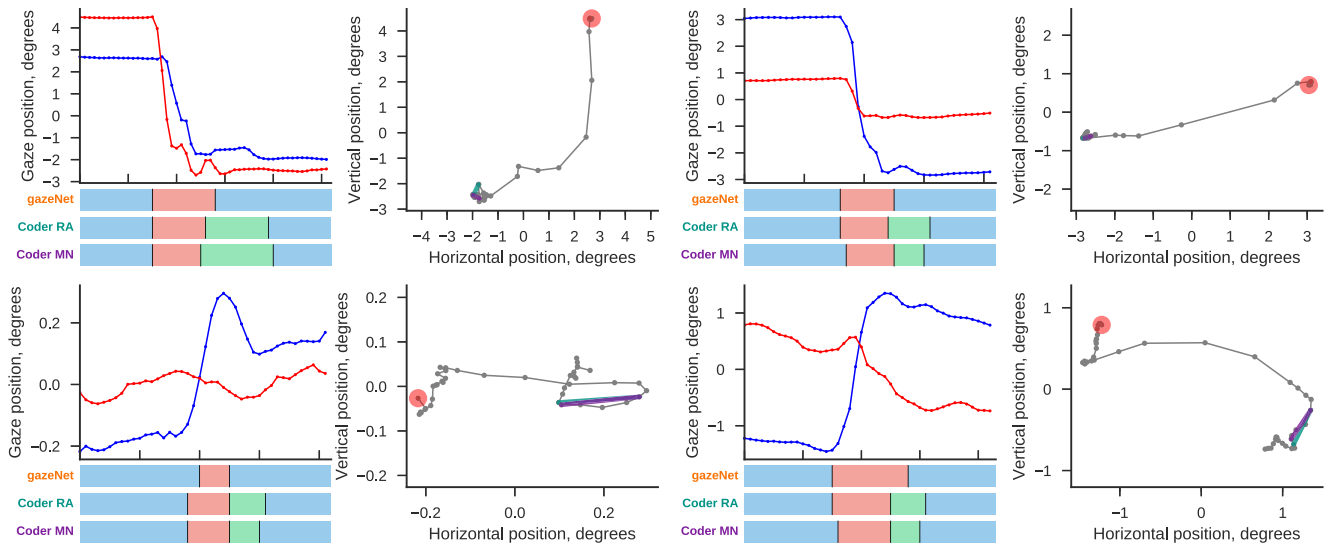 Gaze position, degrees
4
3
2
1
0
−1
−2
−3
gazeNet
Coder RA
Coder MN
Vertical position, degrees
4
3
2
1
0
−1
−2
−3
−4 −3 −2 −1 0 1 2 3 4 5
Horizontal position, degrees
Gaze position, degrees
3
2
1
0
−1
−2
−3
gazeNet
Coder RA
Coder MN
Vertical position, degrees
2
1
0
−1
−2
−3 −2 −1 0 1 2 3
Horizontal position, degrees
Gaze position, degrees
0.2
0.0
−0.2
gazeNet
Coder RA
Coder MN
Vertical position, degrees
0.2
0.1
0.0
−0.1
−0.2
−0.2 0.0 0.2
Horizontal position, degrees
Gaze position, degrees
1
0
−1
gazeNet
Coder RA
Coder MN
Vertical position, degrees
1
0
−1
−1 0 1
Horizontal position, degrees